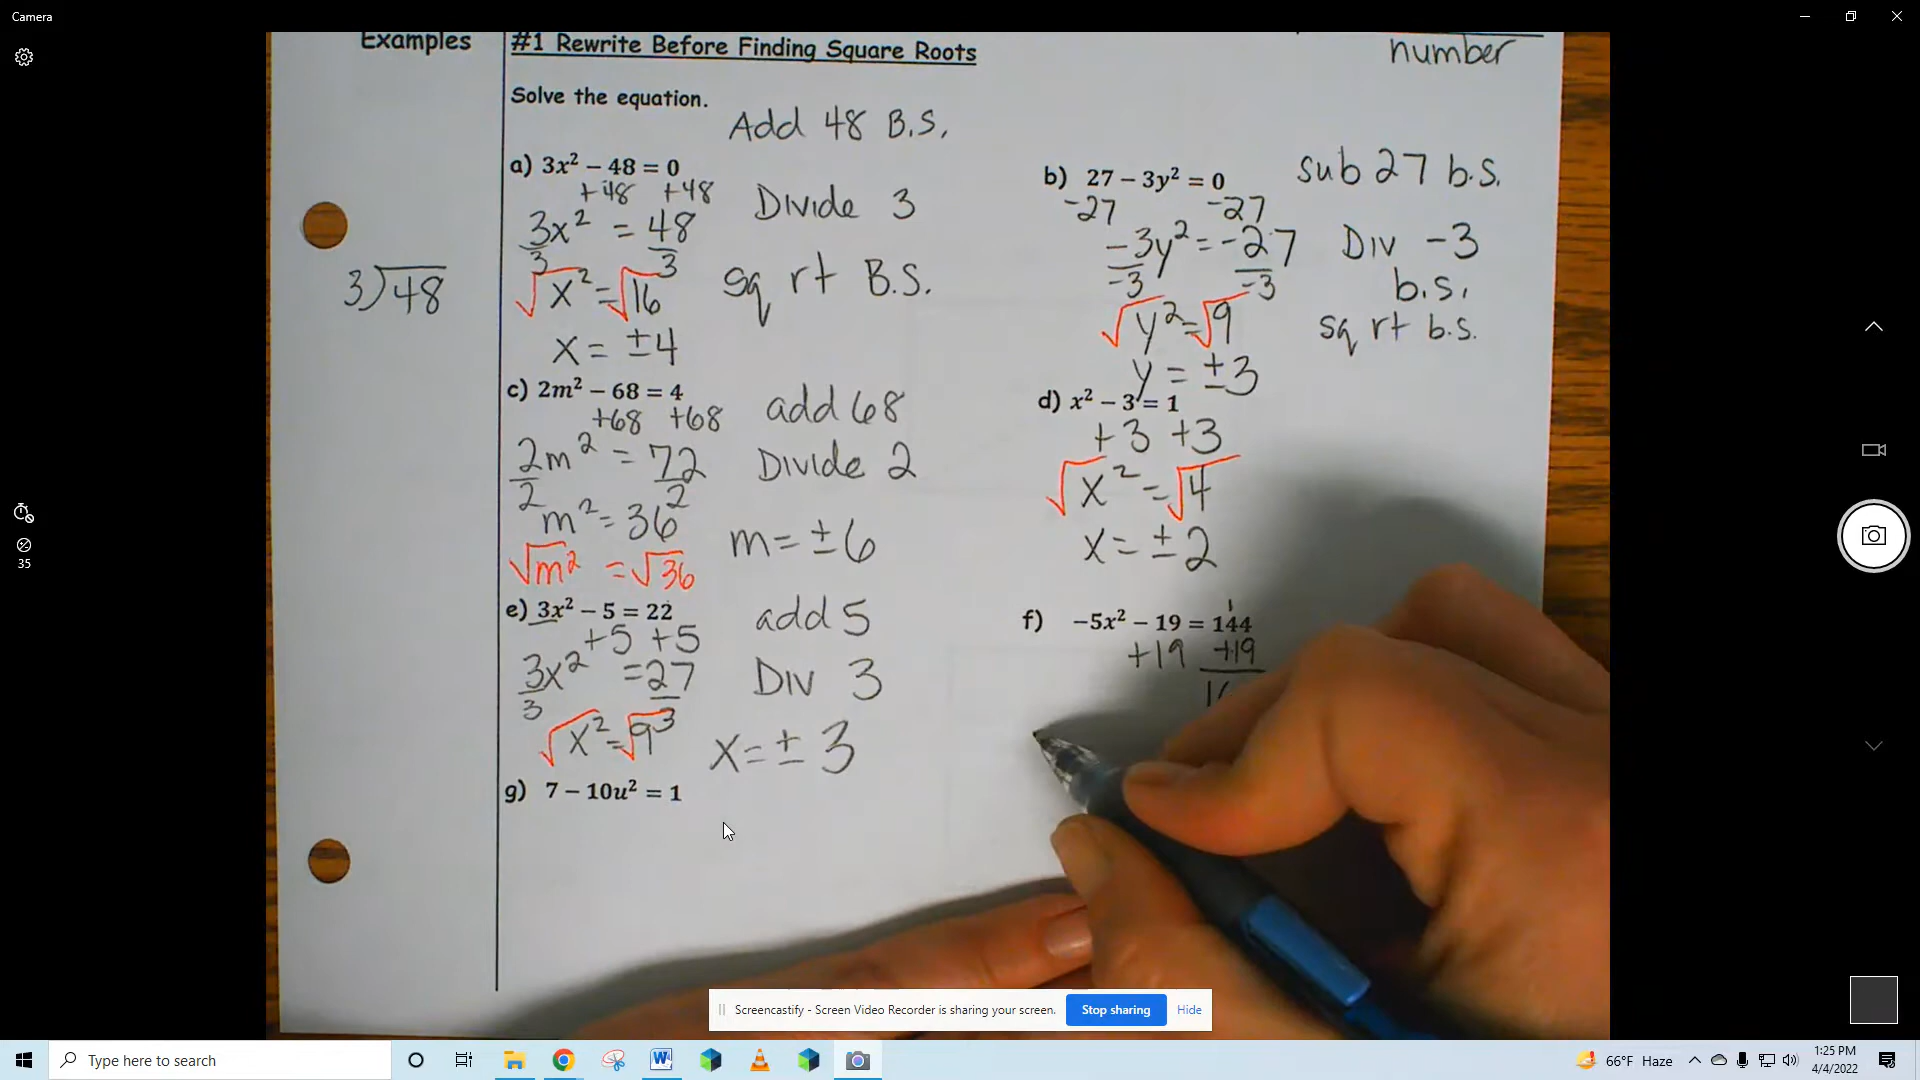 Camera
Examples
#1 Rewrite Before Finding Square Roots
number
Solve the equation.
Add 48 B.S.
a) 3x² − 48 = 0
+48 +48
Divide 3
3x² = 48
3 3
√x² = √16
sq rt B.S.
x = ±4
3)48
b) 27 − 3y² = 0
sub 27 b.s.
-27 -27
-3y² = -27
-3 -3
Div -3
b.s.
√y² = √9
sq rt b.s.
y = ±3
c) 2m² − 68 = 4
+68 +68
add 68
2m² = 72
2 2
Divide 2
m² = 36
√m² = √36
m = ±6
d) x² − 3 = 1
+3 +3
√x² = √4
x = ±2
e) 3x² − 5 = 22
+5 +5
add 5
3x² = 27
3 3
Div 3
√x² = √9
x = ± 3
f) −5x² − 19 = 144
1
+19 +19
g) 7 − 10u² = 1
35
Screencastify - Screen Video Recorder is sharing your screen.
Stop sharing
Hide
Type here to search
66°F Haze
1:25 PM
4/4/2022